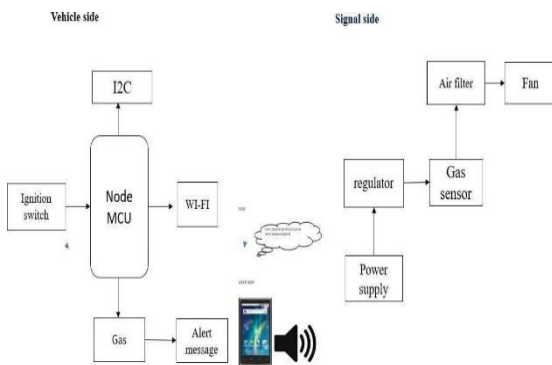 Vehicle side
Signal side
I2C
Ignition
switch
Node
MCU
WI-FI
Gas
Alert
message
Air filter
Fan
regulator
Gas
sensor
Power
supply